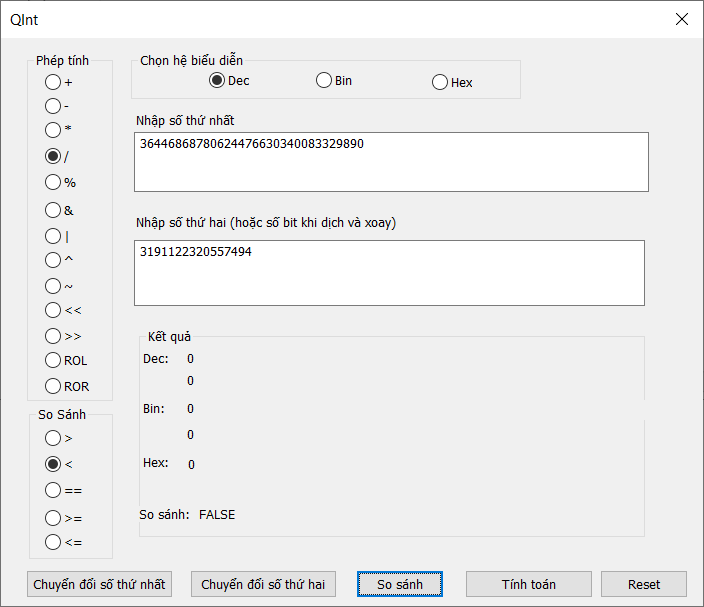 QInt
Phép tính
+
-
*
/
%
&
|
^
~
<<
>>
ROL
ROR
So Sánh
>
<
==
>=
<=
Chọn hệ biểu diễn
Dec Bin Hex
Nhập số thứ nhất
36446868780624476630340083329890
Nhập số thứ hai (hoặc số bit khi dịch và xoay)
3191122320557494
Kết quả
Dec: 0
0
Bin: 0
0
Hex: 0
So sánh: FALSE
Chuyển đổi số thứ nhất Chuyển đổi số thứ hai So sánh Tính toán Reset